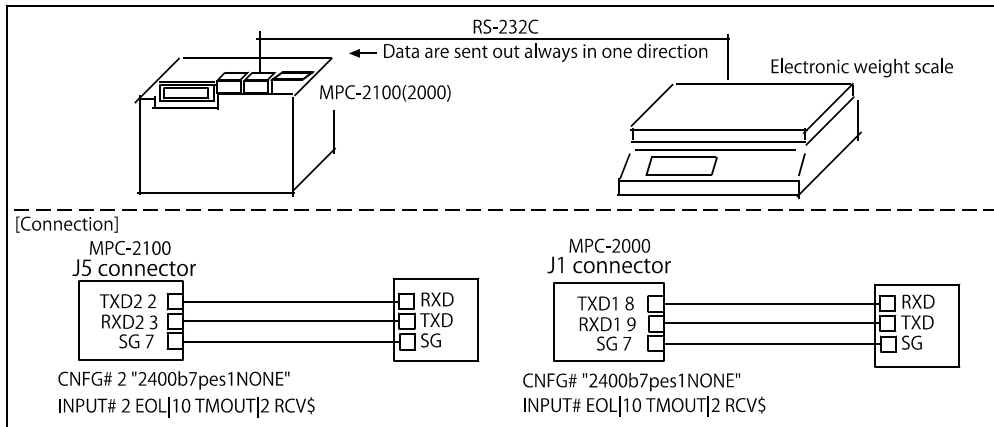 RS-232C
← Data are sent out always in one direction
Electronic weight scale
MPC-2100(2000)
[Connection]
MPC-2100
J5 connector
TXD2 2
RXD2 3
SG 7
RXD
TXD
SG
CNFG# 2 "2400b7pes1NONE"
INPUT# 2 EOL|10 TMOUT|2 RCV$
MPC-2000
J1 connector
TXD1 8
RXD1 9
SG 7
RXD
TXD
SG
CNFG# "2400b7pes1NONE"
INPUT# EOL|10 TMOUT|2 RCV$